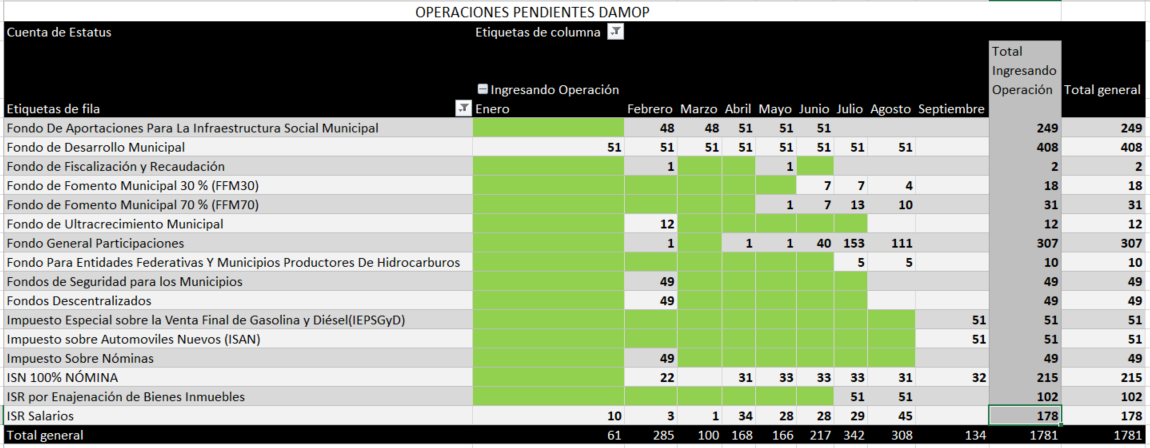 OPERACIONES PENDIENTES DAMOP
Cuenta de Estatus Etiquetas de columna
Ingresando Operación Total Ingresando Operación Total general
Etiquetas de fila Enero Febrero Marzo Abril Mayo Junio Julio Agosto Septiembre
Fondo De Aportaciones Para La Infraestructura Social Municipal 48 48 51 51 51 249 249
Fondo de Desarrollo Municipal 51 51 51 51 51 51 51 51 408 408
Fondo de Fiscalización y Recaudación 1 1 2 2
Fondo de Fomento Municipal 30 % (FFM30) 7 7 4 18 18
Fondo de Fomento Municipal 70 % (FFM70) 1 7 13 10 31 31
Fondo de Ultracrecimiento Municipal 12 12 12
Fondo General Participaciones 1 1 1 40 153 111 307 307
Fondo Para Entidades Federativas Y Municipios Productores De Hidrocarburos 5 5 10 10
Fondos de Seguridad para los Municipios 49 49 49
Fondos Descentralizados 49 49 49
Impuesto Especial sobre la Venta Final de Gasolina y Diésel(IEPSGyD) 51 51 51
Impuesto sobre Automoviles Nuevos (ISAN) 51 51 51
Impuesto Sobre Nóminas 49 49 49
ISN 100% NÓMINA 22 31 33 33 33 31 32 215 215
ISR por Enajenación de Bienes Inmuebles 51 51 102 102
ISR Salarios 10 3 1 34 28 28 29 45 178 178
Total general 61 285 100 168 166 217 342 308 134 1781 1781